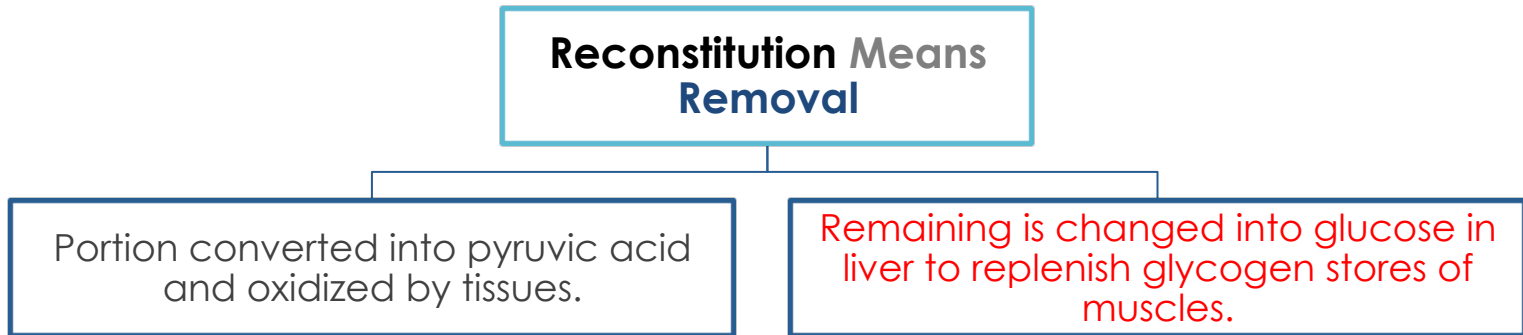 Reconstitution Means
Removal
Portion converted into pyruvic acid
and oxidized by tissues.
Remaining is changed into glucose in
liver to replenish glycogen stores of
muscles.